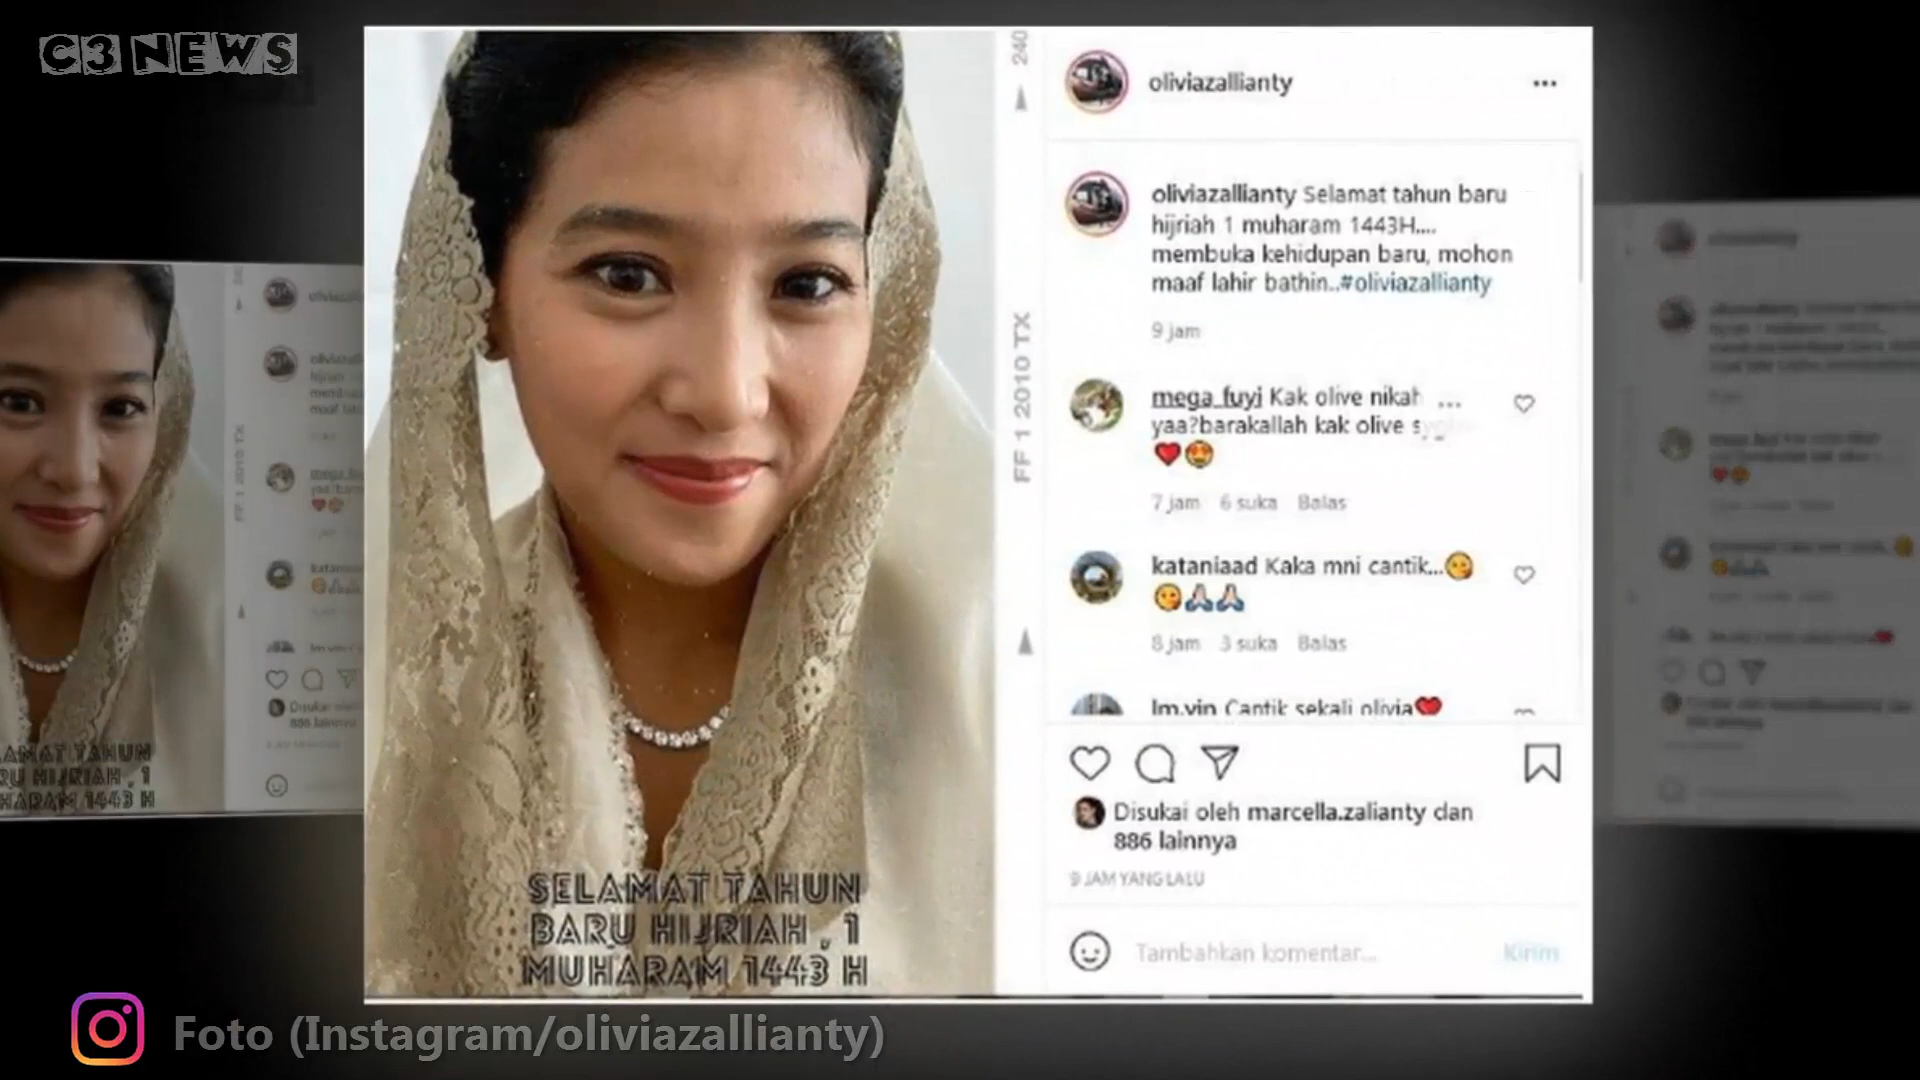 C3 NEWS
240
FF 1 2010 TX
SELAMAT TAHUN
BARU HIJRIAH , 1
MUHARAM 1443 H
oliviazallianty
oliviazallianty Selamat tahun baru
hijriah 1 muharam 1443H....
membuka kehidupan baru, mohon
maaf lahir bathin..#oliviazallianty
9 jam
mega_fuyi Kak olive nikah ...
yaa?barakallah kak olive
❤️🤩
7 jam 6 suka Balas
kataniaad Kaka mni cantik...😋
😋🙏🏻🙏🏻
8 jam 3 suka Balas
lm.vin Cantik sekali olivia❤️
Disukai oleh marcella.zalianty dan
886 lainnya
9 JAM YANG LALU
Tambahkan komentar... Kirim
Foto (Instagram/oliviazallianty)